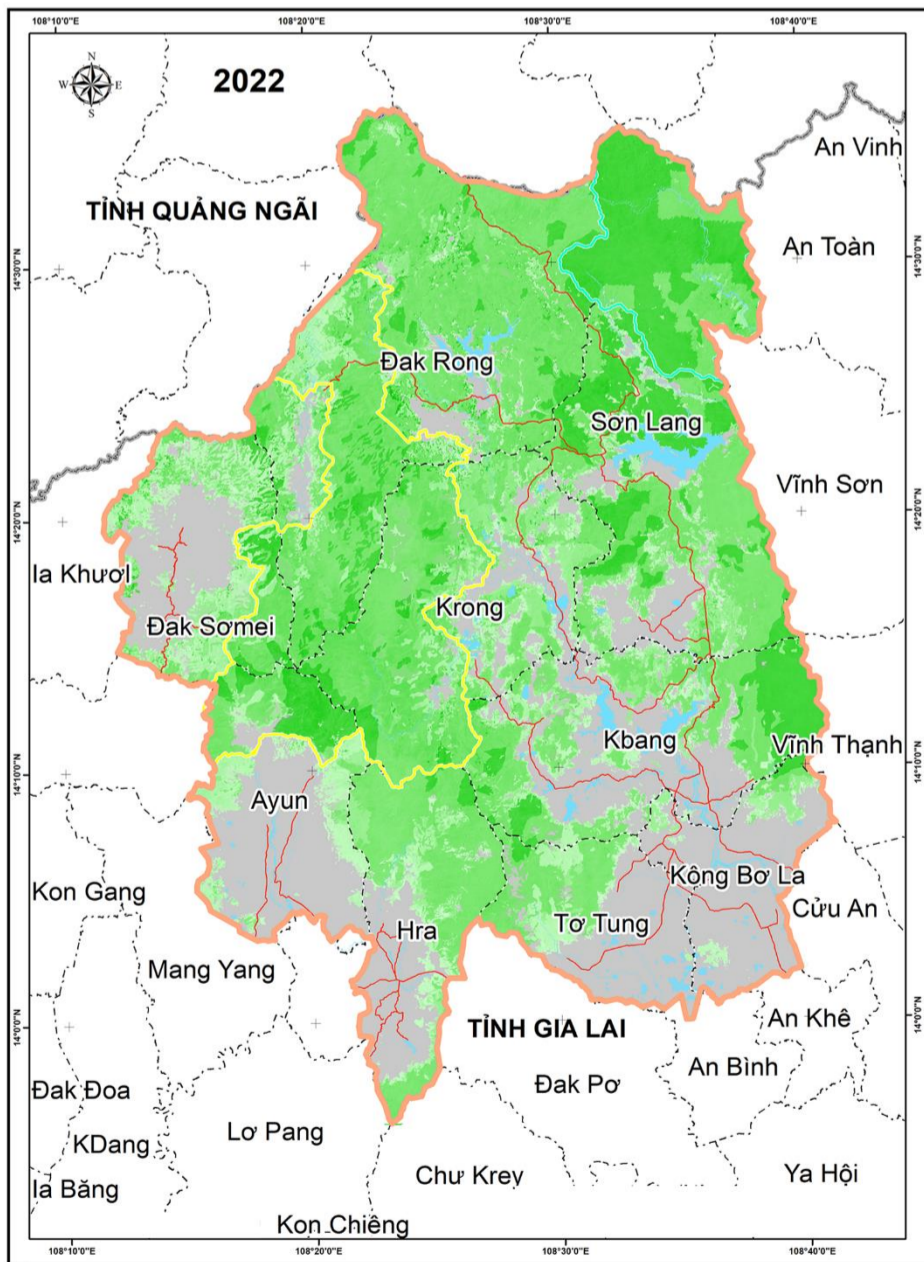 108°10'0"E
108°20'0"E
108°30'0"E
108°40'0"E
N
W
E
S
2022
An Vinh
TỈNH QUẢNG NGÃI
An Toàn
14°30'0"N
14°30'0"N
Đak Rong
Sơn Lang
Vĩnh Sơn
14°20'0"N
14°20'0"N
Ia Khươl
Krong
Đak Sơmei
Kbang
Vĩnh Thạnh
14°10'0"N
14°10'0"N
Ayun
Kon Gang
Kông Bơ La
Cửu An
Hra
Tơ Tung
Mang Yang
14°0'0"N
14°0'0"N
TỈNH GIA LAI
An Khê
Đak Đoa
Đak Pơ
An Bình
Lơ Pang
KDang
Chư Krey
Ya Hội
Ia Băng
Kon Chiêng
108°10'0"E
108°20'0"E
108°30'0"E
108°40'0"E